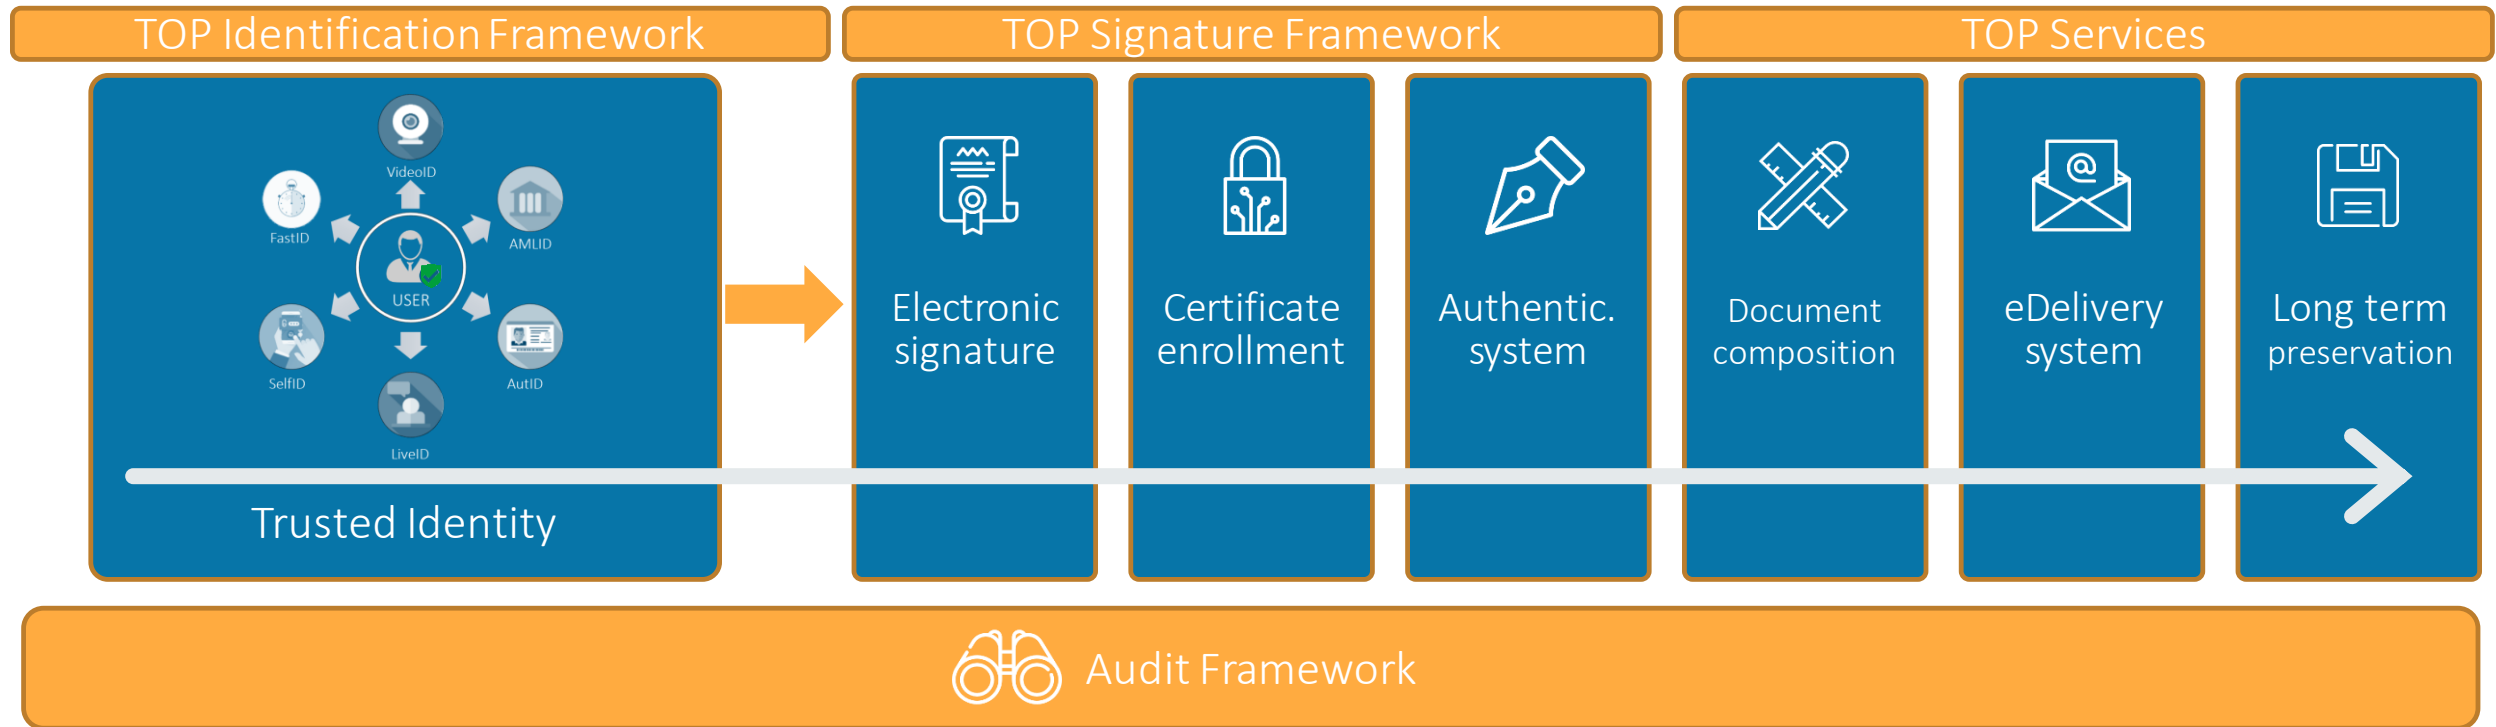 TOP Identification Framework
TOP Signature Framework
TOP Services
VideoID
FastID
AMLID
USER
SelfID
AutID
LiveID
Trusted Identity
Electronic
signature
Certificate
enrollment
Authentic.
system
Document
composition
eDelivery
system
Long term
preservation
Audit Framework